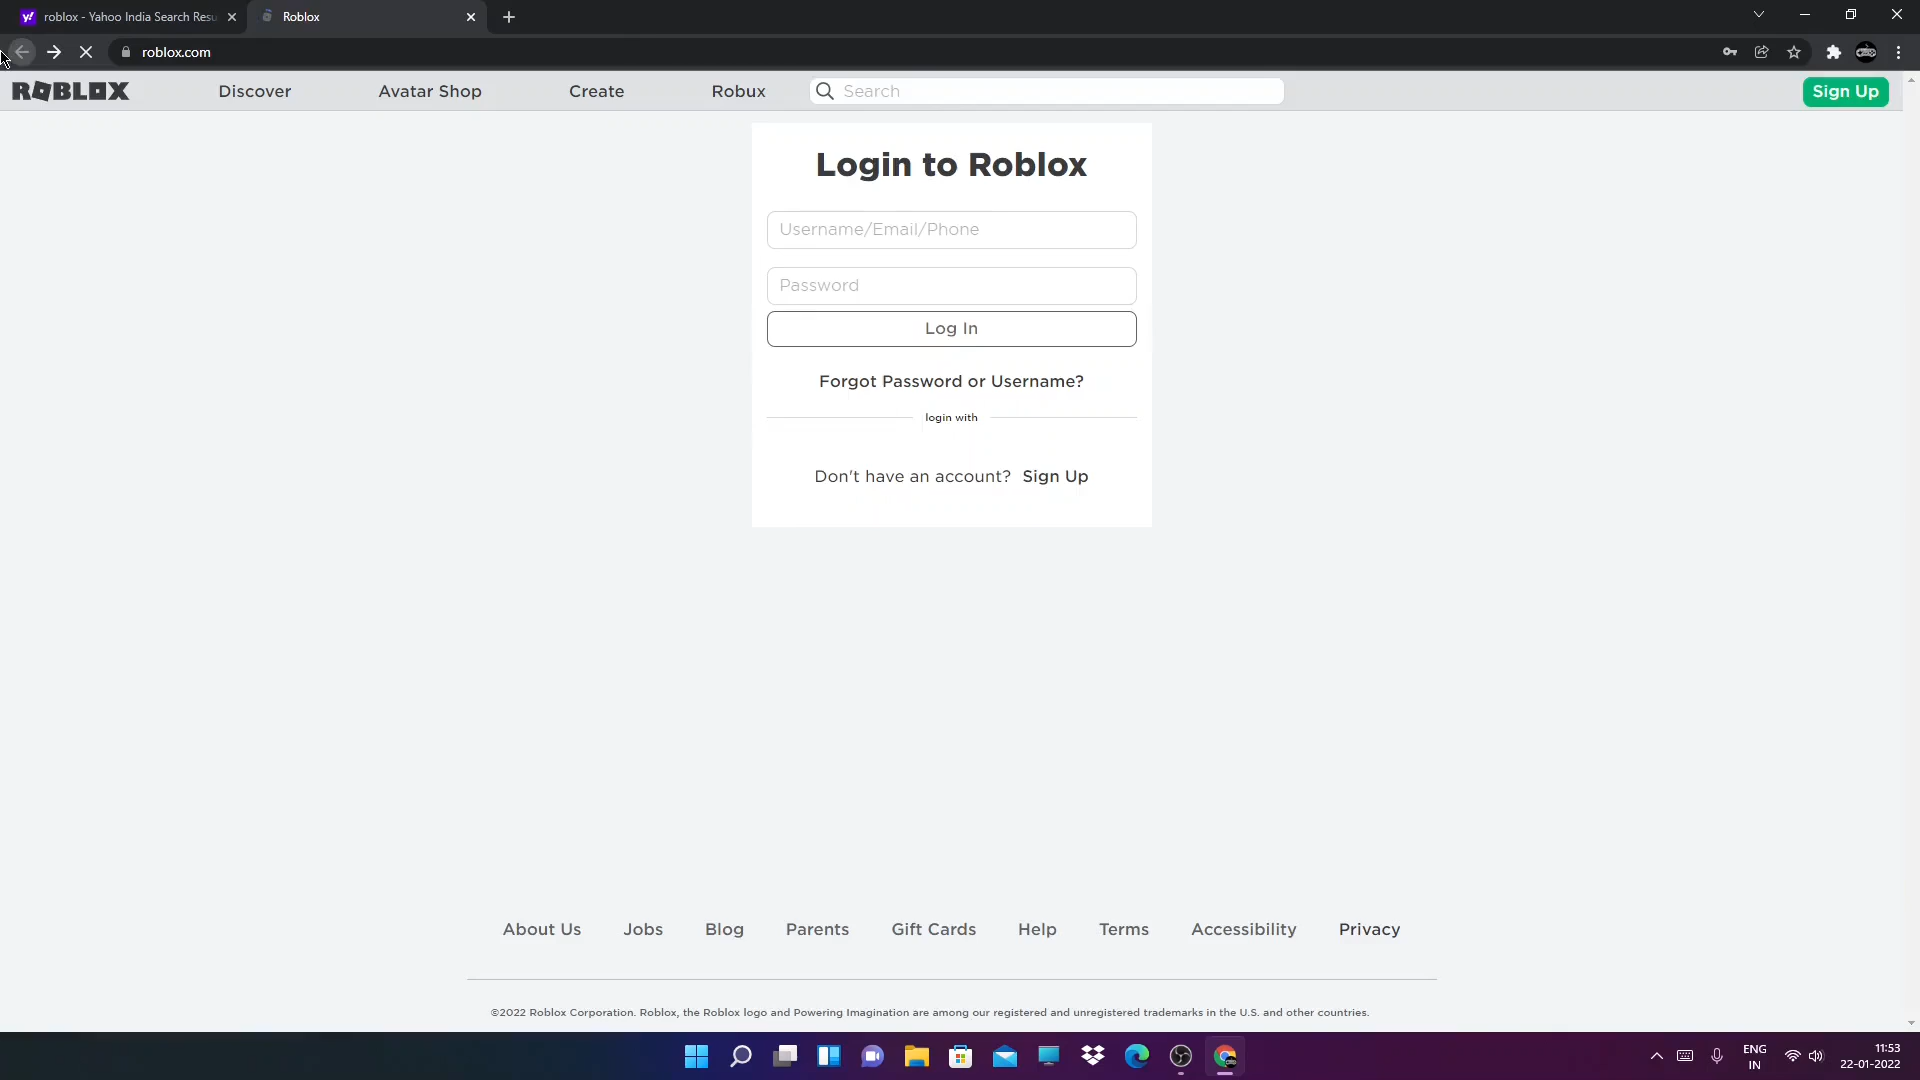 roblox - Yahoo India Search Resu
Roblox
roblox.com
ROBLOX Discover Avatar Shop Create Robux Search Sign Up
Login to Roblox
Username/Email/Phone
Password
Log In
Forgot Password or Username?
login with
Don't have an account? Sign Up
About Us Jobs Blog Parents Gift Cards Help Terms Accessibility Privacy
©2022 Roblox Corporation. Roblox, the Roblox logo and Powering Imagination are among our registered and unregistered trademarks in the U.S. and other countries.
ENG
IN
11:53
22-01-2022